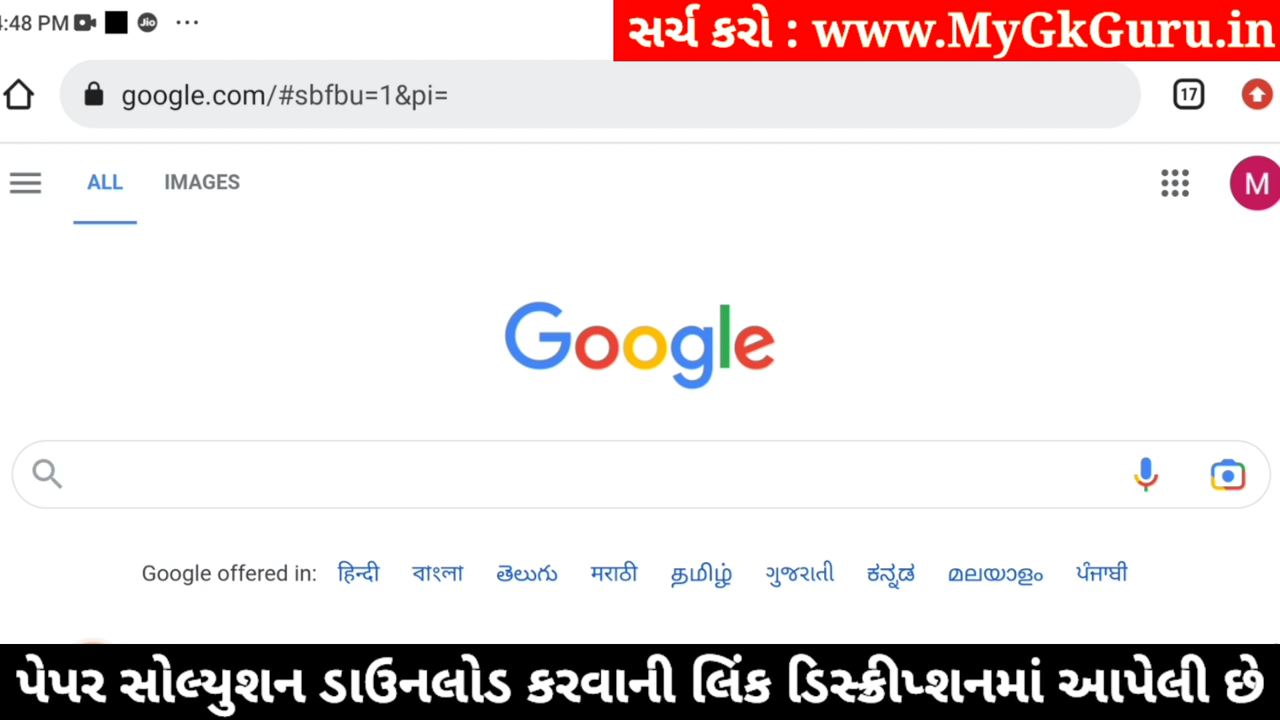 :48 PM Jio ...
સર્ચ કરો : www.MyGkGuru.in
google.com/#sbfbu=1&pi=
17
ALL IMAGES
M
Google
Google offered in: हिन्दी বাংলা తెలుగు मराठी தமிழ் ગુજરાતી ಕನ್ನಡ മലയാളം ਪੰਜਾਬੀ
પેપર સોલ્યુશન ડાઉનલોડ કરવાની લિંક ડિસ્ક્રીપ્શનમાં આપેલી છે